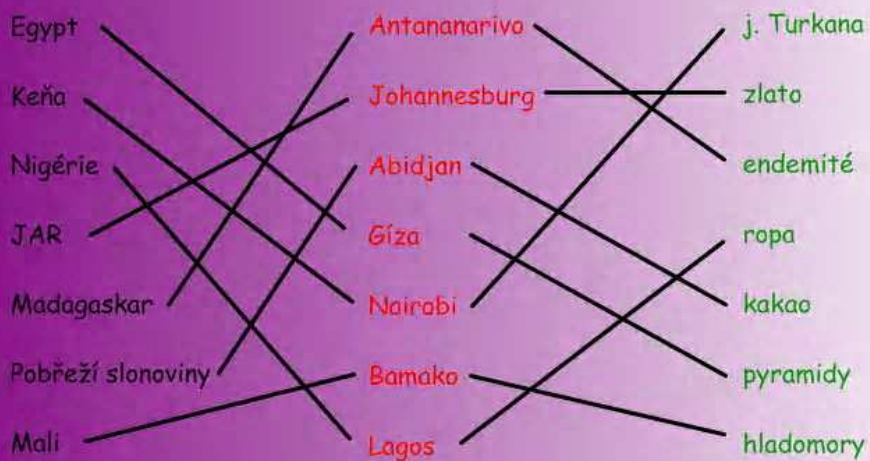 Egypt Antananarivo j. Turkana
Keňa Johannesburg zlato
Nigérie Abidjan endemité
JAR Gíza ropa
Madagaskar Nairobi kakao
Pobřeží slonoviny Bamako pyramidy
Mali Lagos hladomory